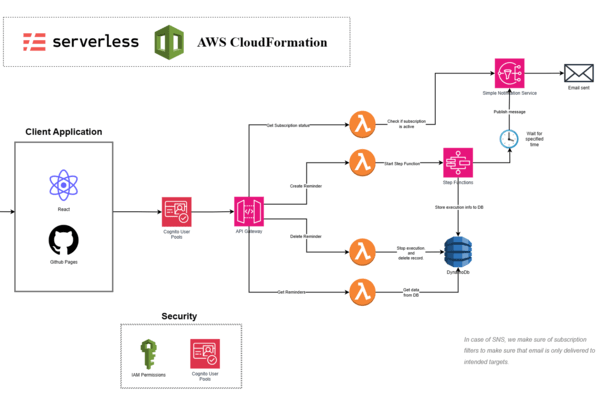 serverless
AWS CloudFormation
Client Application
React
Github Pages
Cognito User
Pools
API Gateway
Get Subscription status
Create Reminder
Delete Reminder
Get Reminders
Check if subscription
is active
Start Step Function
Stop execution
and
delete record
Get data
from DB
Simple Notification Service
Email sent
Publish message
Wait for
specified
time
Step Functions
Store execution info to DB
DynamoDb
Security
IAM Permissions
Cognito User
Pools
In case of SNS, we make sure of subscription
filters to make sure that email is only delivered to
intended targets.